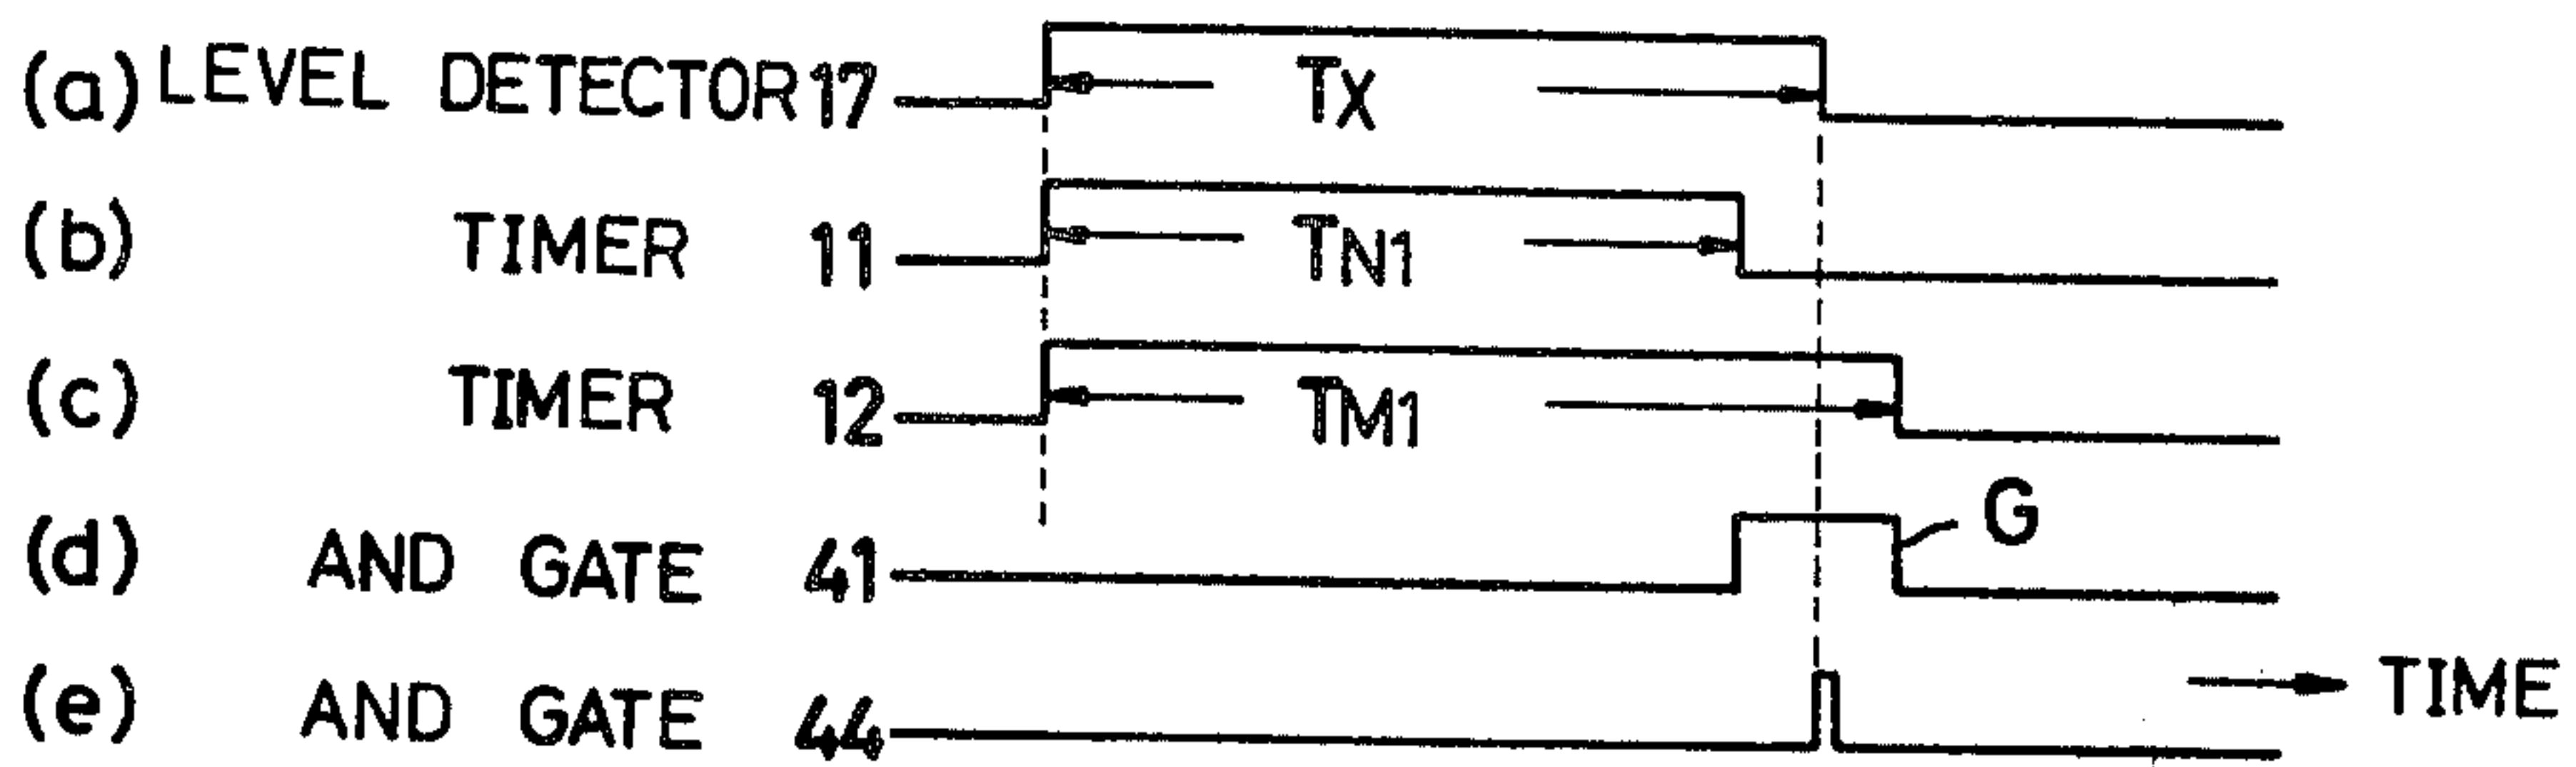 (a) LEVEL DETECTOR 17 TX
(b) TIMER 11 TN1
(c) TIMER 12 TM1
(d) AND GATE 41 G
(e) AND GATE 44 TIME